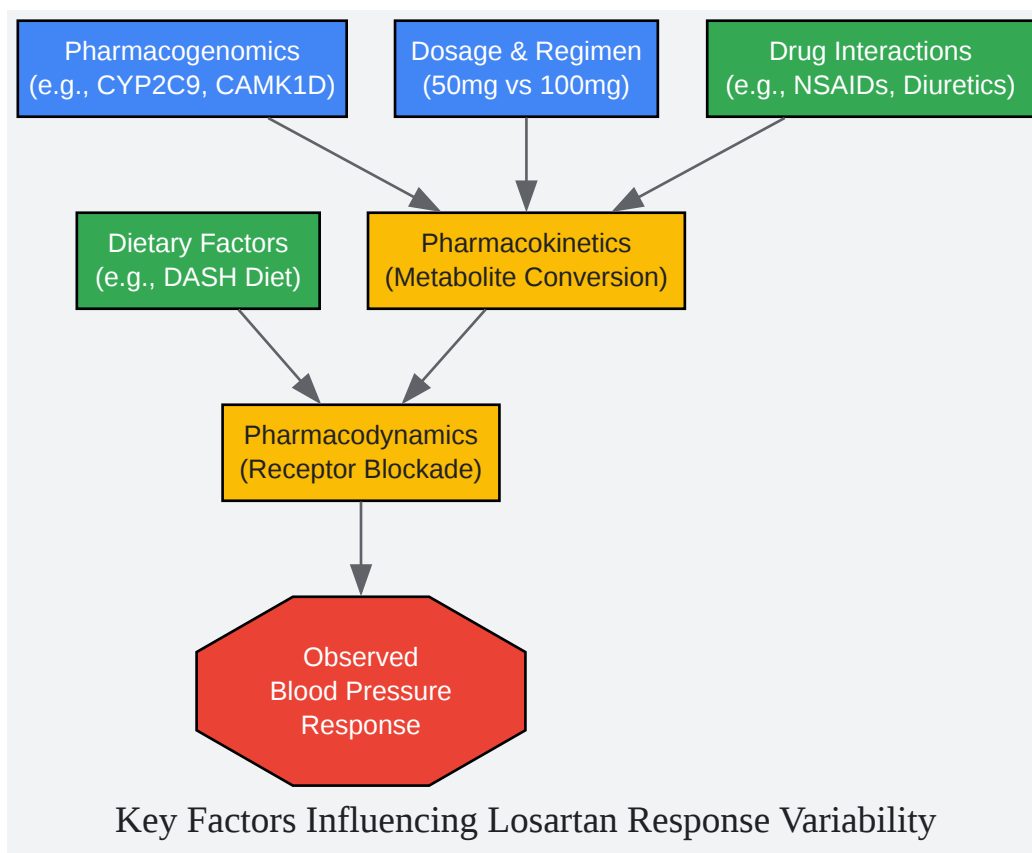 Pharmacogenomics
(e.g., CYP2C9, CAMK1D)
Dosage & Regimen
(50mg vs 100mg)
Drug Interactions
(e.g., NSAIDs, Diuretics)
Dietary Factors
(e.g., DASH Diet)
Pharmacokinetics
(Metabolite Conversion)
Pharmacodynamics
(Receptor Blockade)
Observed
Blood Pressure
Response
Key Factors Influencing Losartan Response Variability